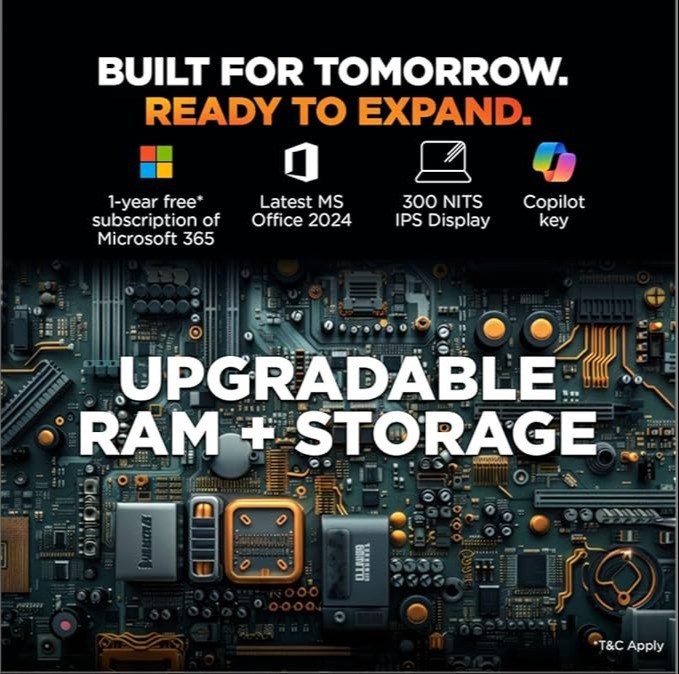 BUILT FOR TOMORROW.
READY TO EXPAND.
1-year free*
subscription of
Microsoft 365
Latest MS
Office 2024
300 NITS
IPS Display
Copilot
key
UPGRADABLE
RAM + STORAGE
*T&C Apply